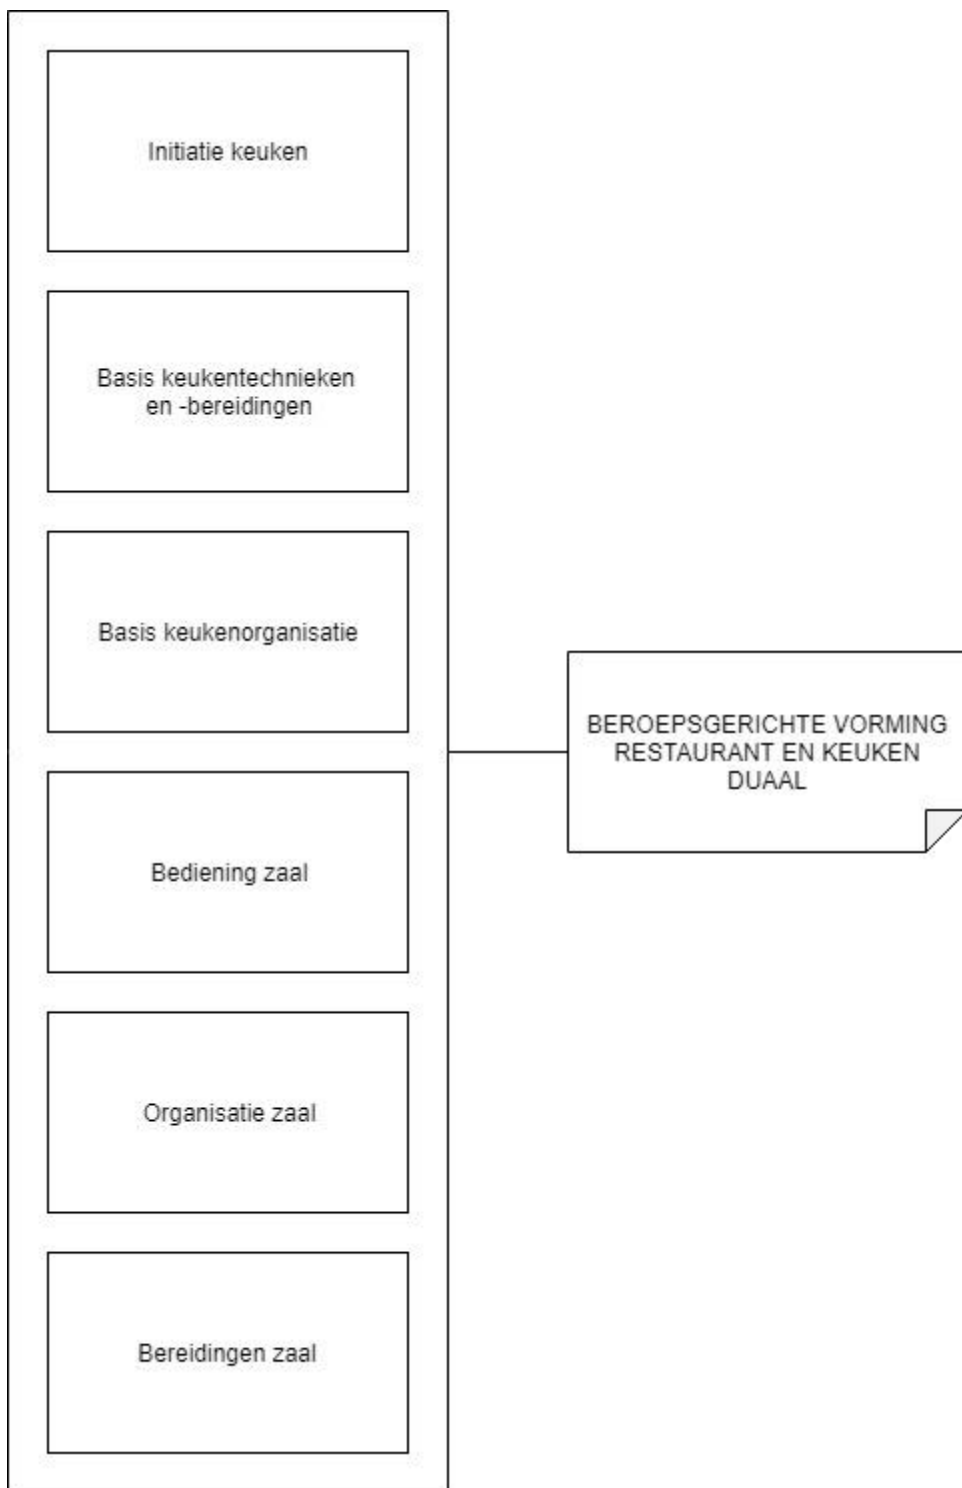 Initiatie keuken
Basis keukentechnieken
en -bereidingen
Basis keukenorganisatie
BEROEPSGERICHTE VORMING
RESTAURANT EN KEUKEN
DUAAL
Bediening zaal
Organisatie zaal
Bereidingen zaal